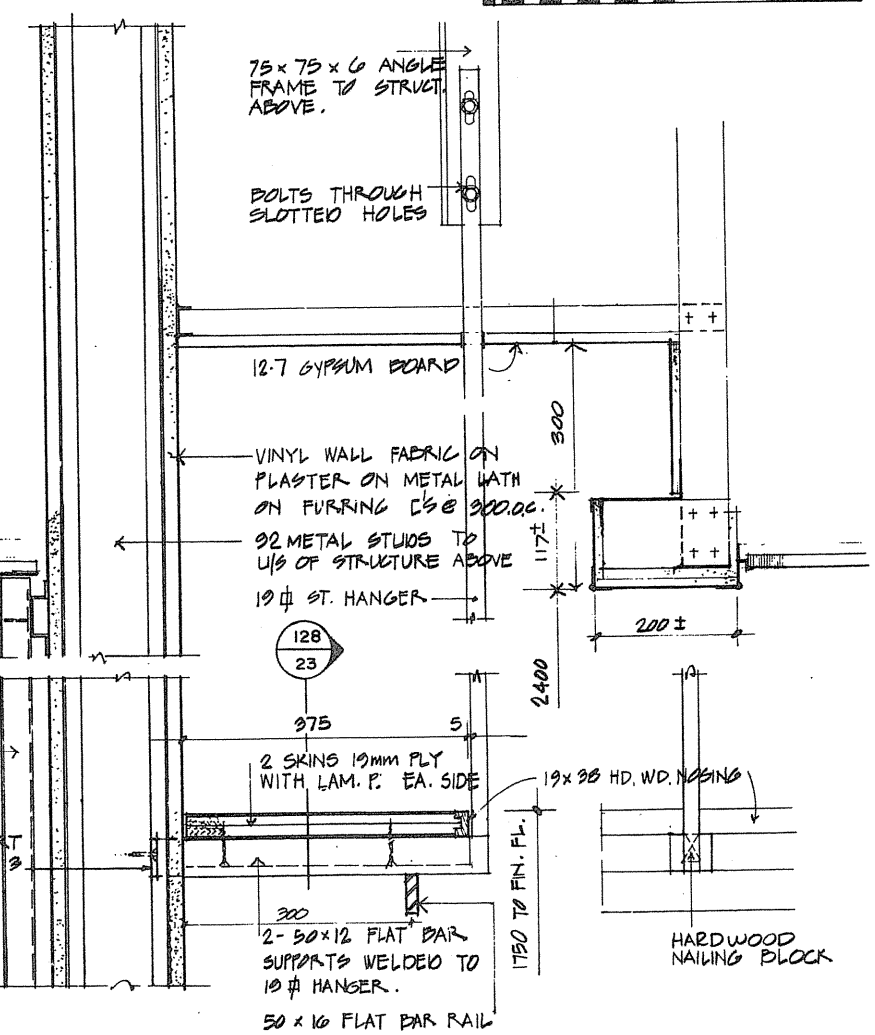 75 x 75 x 6 ANGLE
FRAME TO STRUCT.
ABOVE.
BOLTS THROUGH
SLOTTED HOLES
12.7 GYPSUM BOARD
300
VINYL WALL FABRIC ON
PLASTER ON METAL LATH
ON FURRING C'S @ 300.O.C.
117±
92 METAL STUDS TO
U/S OF STRUCTURE ABOVE
19 ⌀ ST. HANGER
200 ±
128
23
2400
375
5
2 SKINS 19mm PLY
WITH LAM. P. EA. SIDE
19 x 38 HD. WD. NOSING
T
3
1750 TO FIN. FL.
300
2- 50 x 12 FLAT BAR
SUPPORTS WELDED TO
19 ⌀ HANGER.
HARDWOOD
NAILING BLOCK
50 x 16 FLAT BAR RAIL